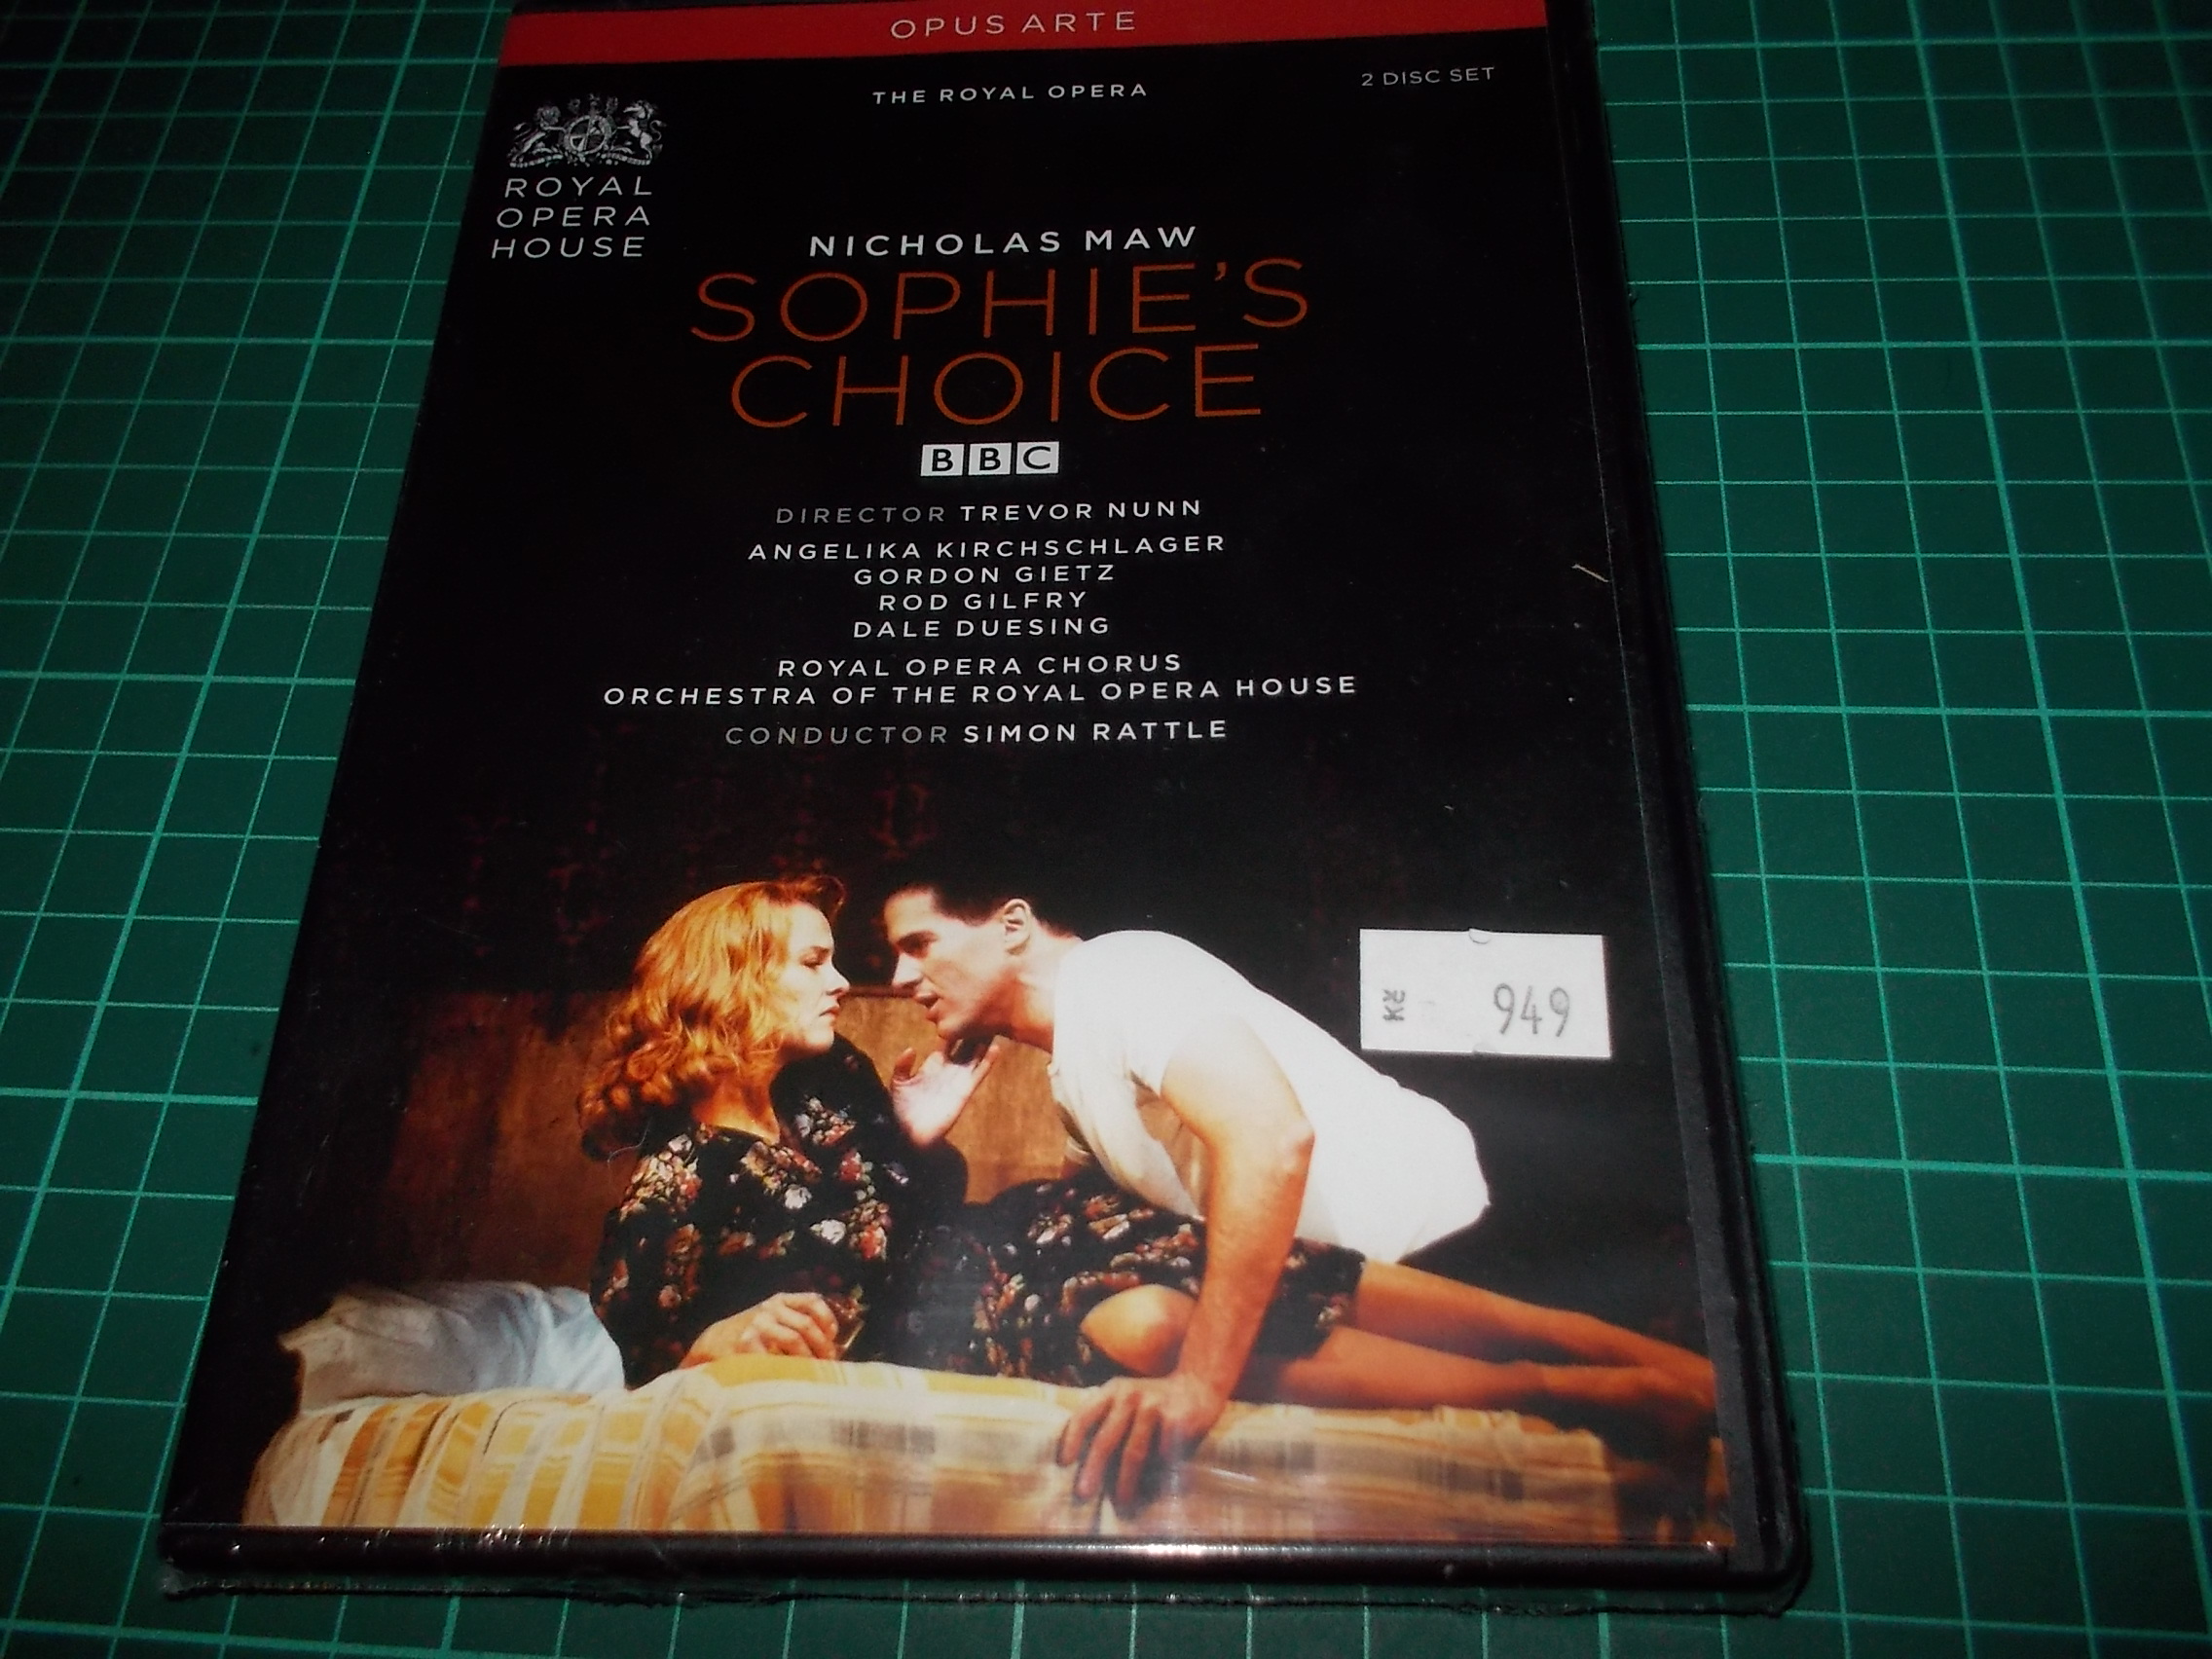 OPUS ARTE
THE ROYAL OPERA
2 DISC SET
ROYAL
OPERA
HOUSE
NICHOLAS MAW
SOPHIE'S
CHOICE
BBC
DIRECTOR TREVOR NUNN
ANGELIKA KIRCHSCHLAGER
GORDON GIETZ
ROD GILFRY
DALE DUESING
ROYAL OPERA CHORUS
ORCHESTRA OF THE ROYAL OPERA HOUSE
CONDUCTOR SIMON RATTLE
Kč 949